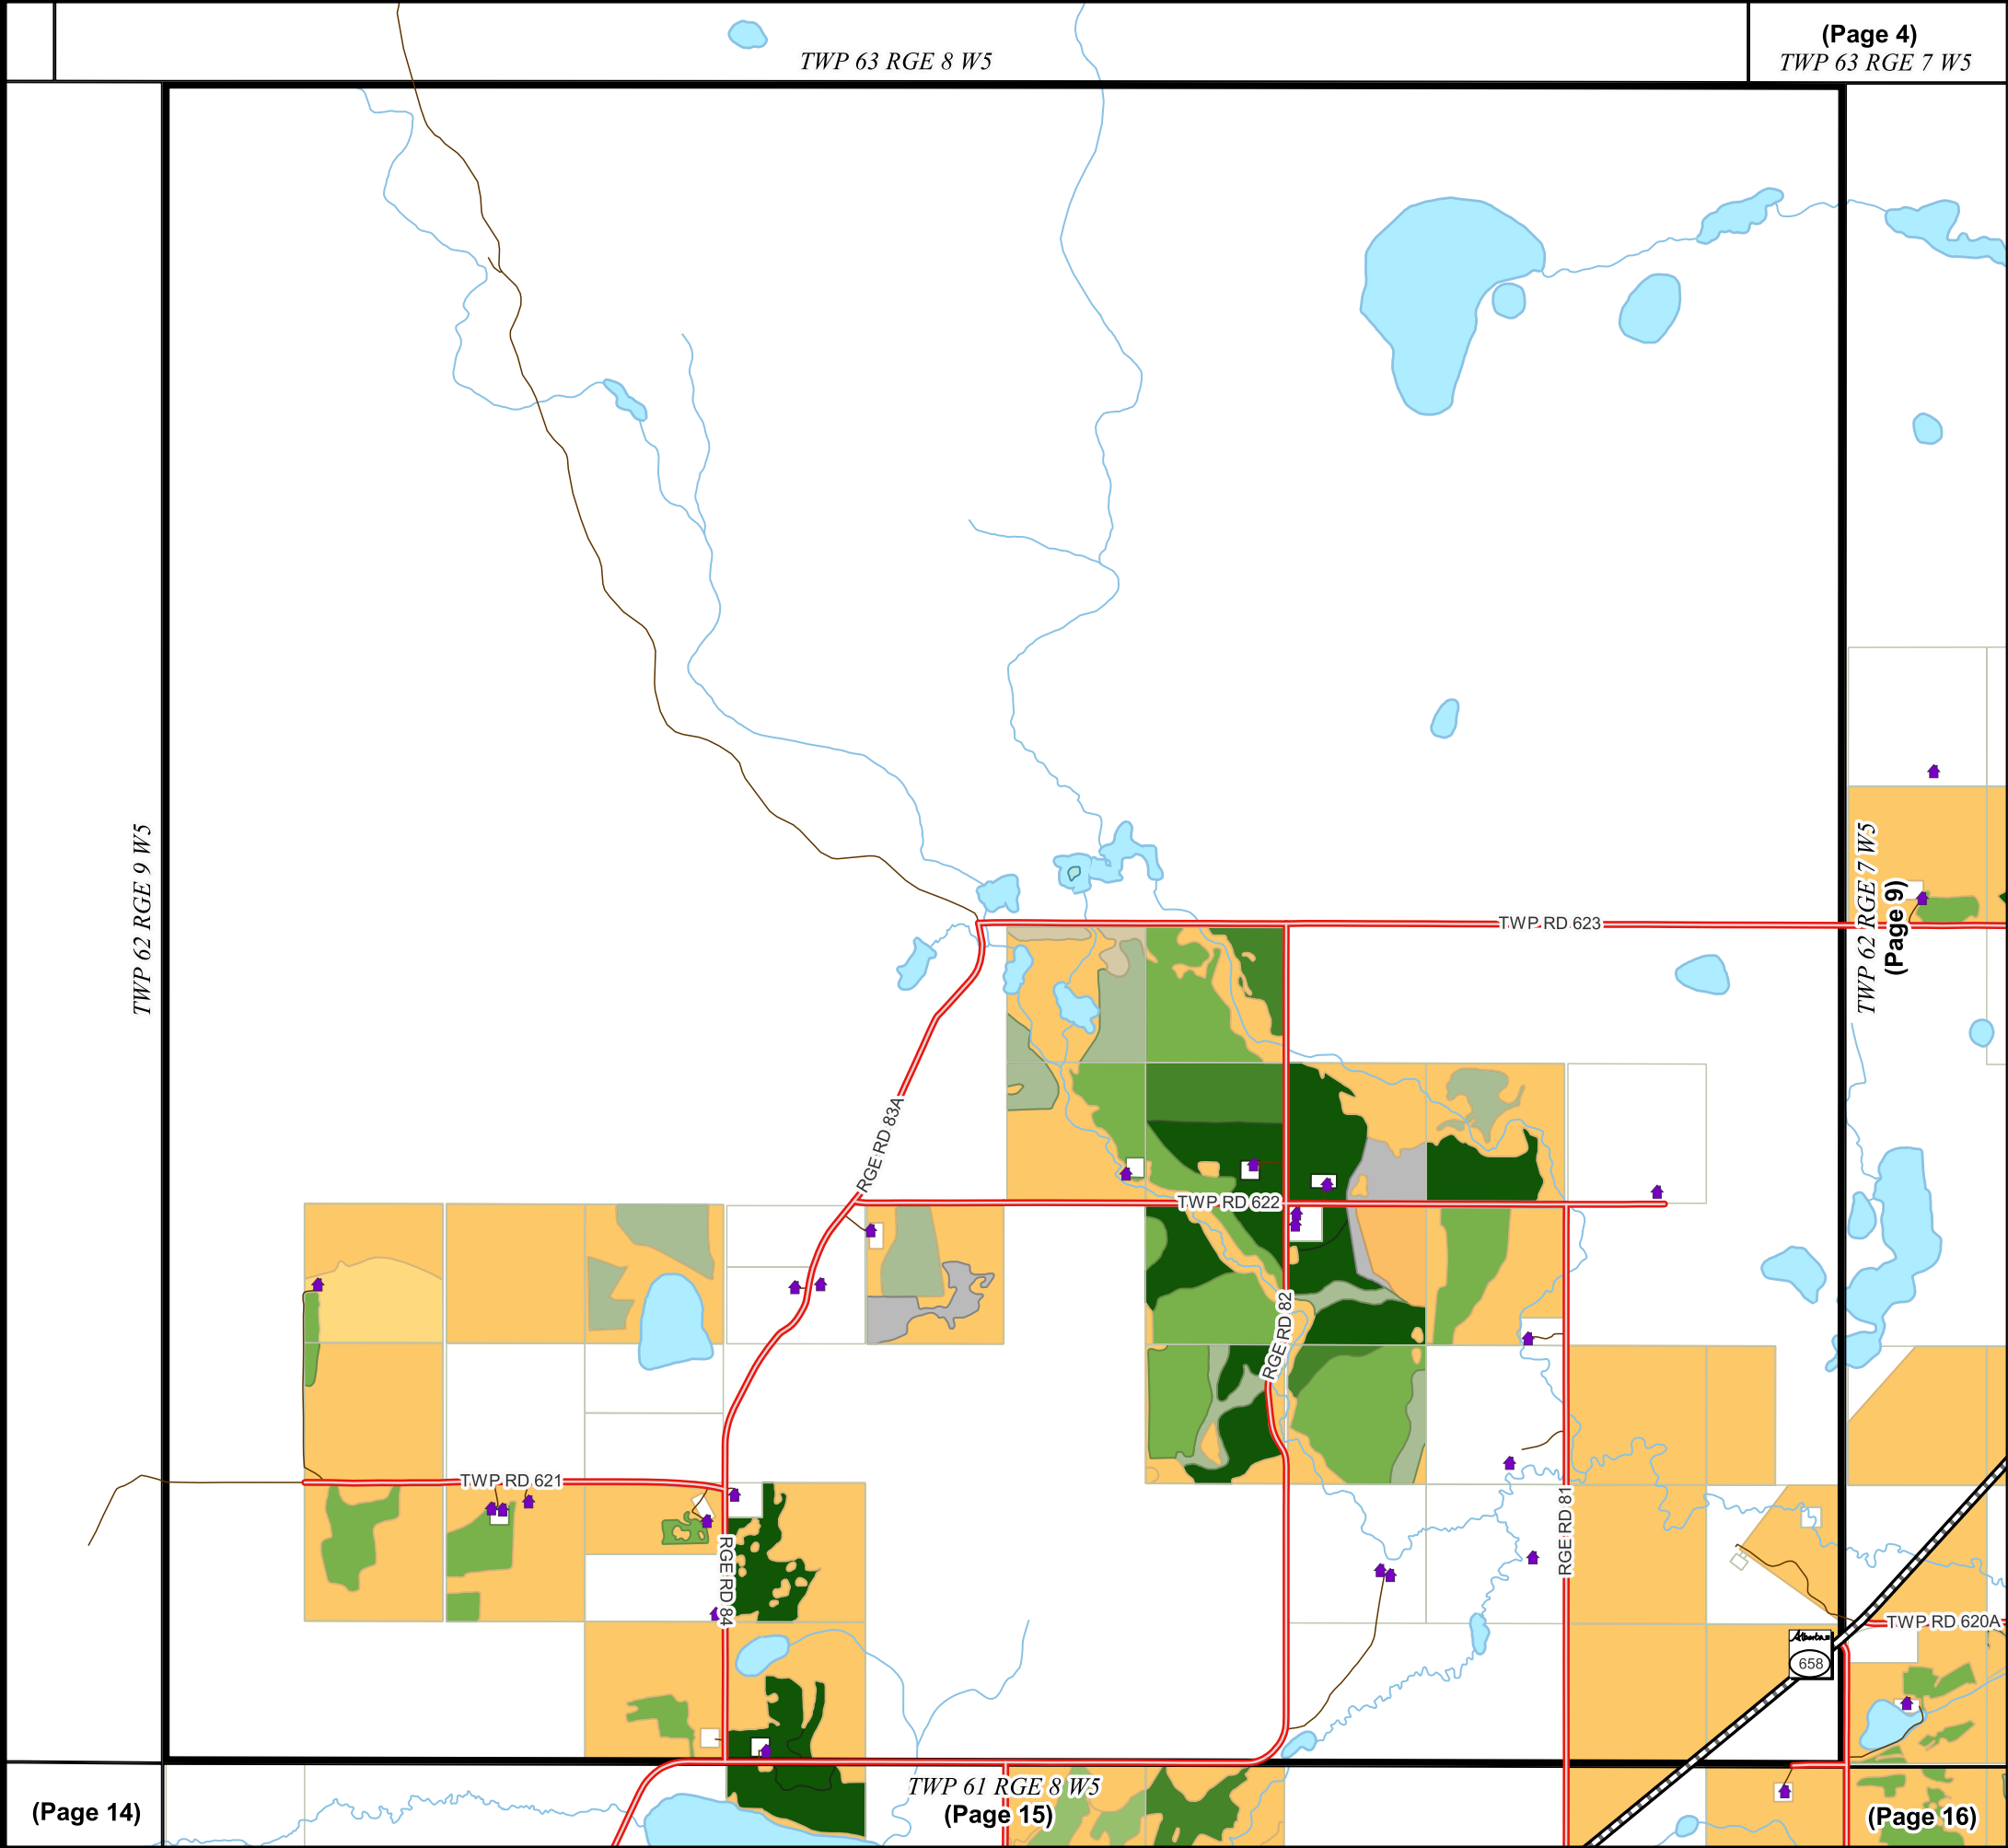 (Page 4)
TWP 63 RGE 8 W5
TWP 63 RGE 7 W5
TWP 62 RGE 9 W5
TWP 62 RGE 7 W5
(Page 9)
TWP RD 623
RGE RD 83A
TWP RD 622
RGE RD 82
TWP RD 621
RGE RD 84
RGE RD 81
TWP RD 620A
Alberta
658
TWP 61 RGE 8 W5
(Page 14)
(Page 15)
(Page 16)